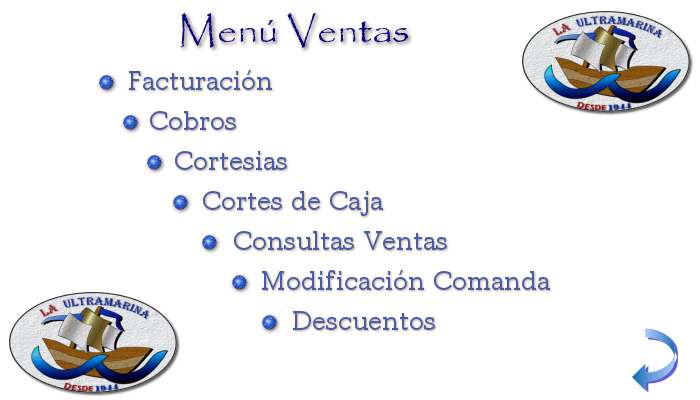 Menú Ventas
LA ULTRAMARINA
DESDE 1944
Facturación
Cobros
Cortesias
Cortes de Caja
Consultas Ventas
Modificación Comanda
Descuentos
LA ULTRAMARINA
DESDE 1944